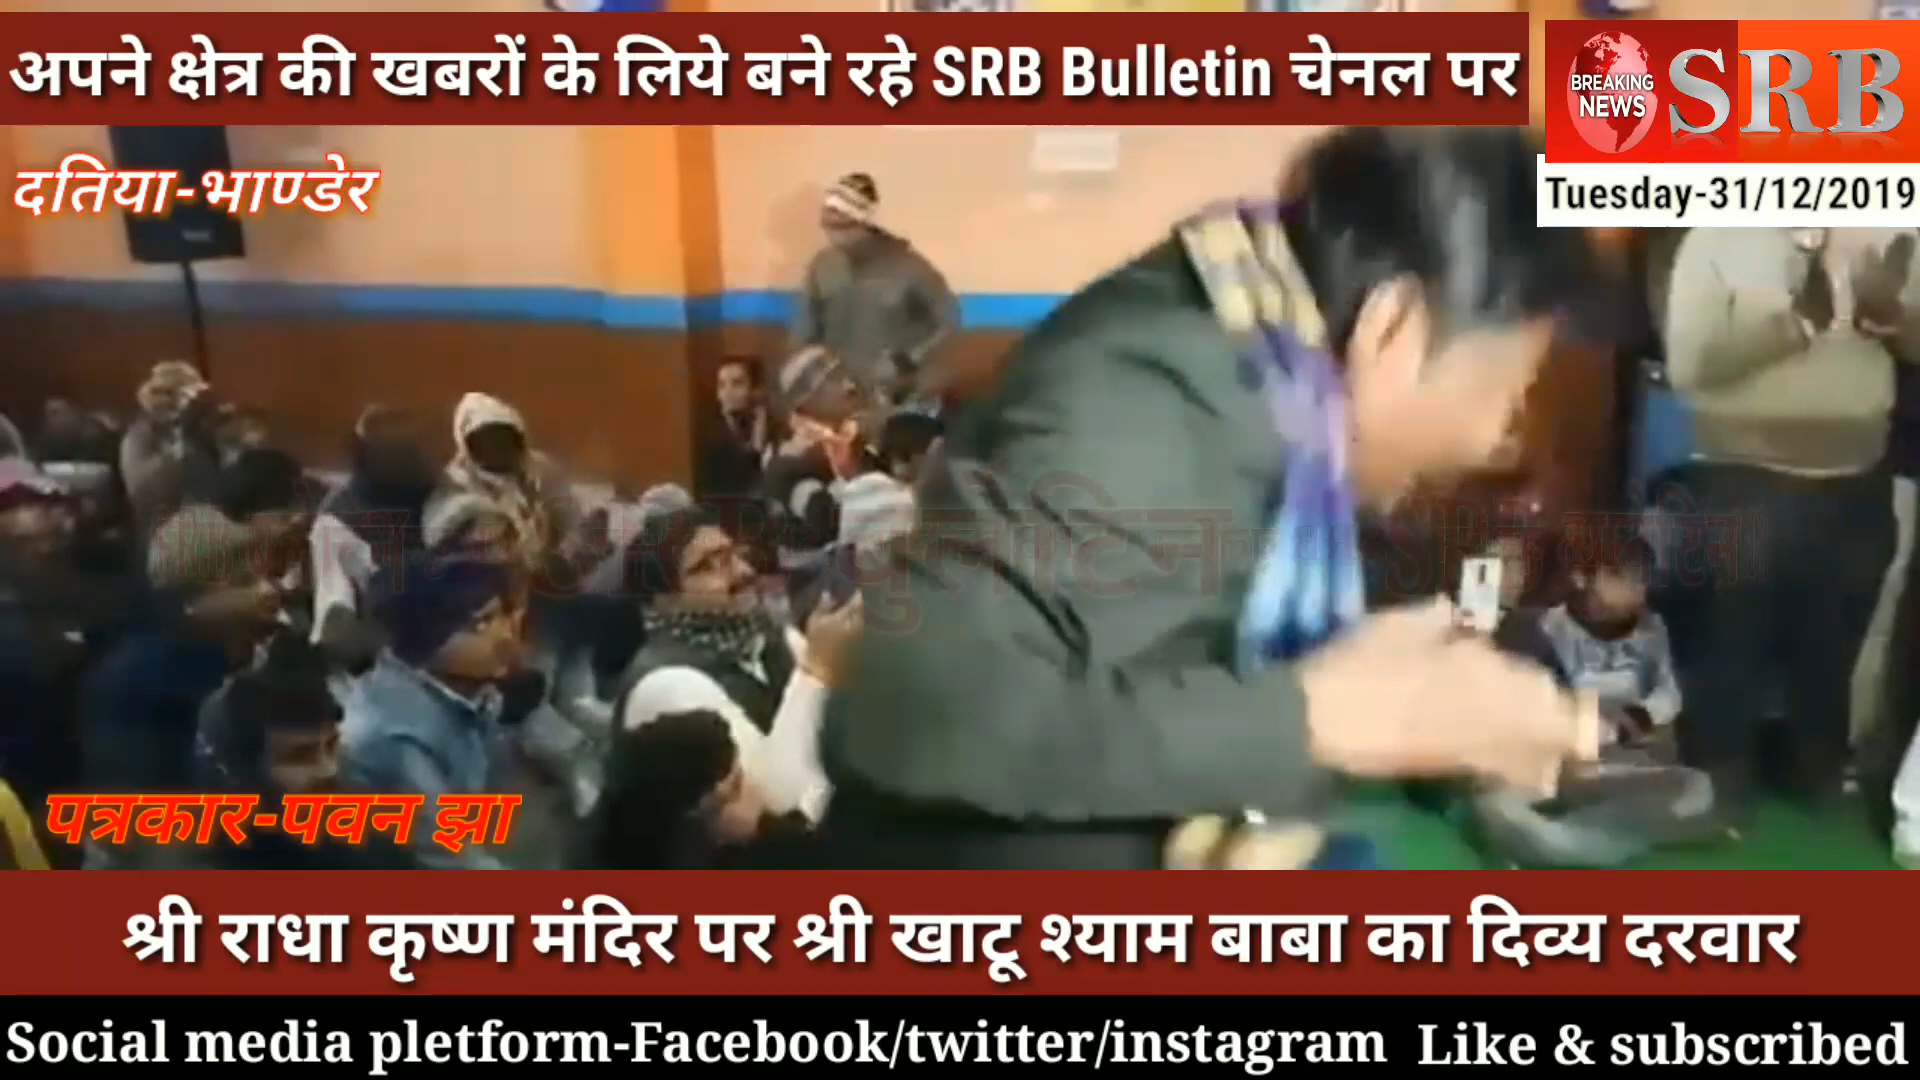 अपने क्षेत्र की खबरों के लिये बने रहे SRB Bulletin चेनल पर
BREAKING NEWS
SRB
Tuesday-31/12/2019
दतिया-भाण्डेर
SRB बुलेटिन
पत्रकार-पवन झा
श्री राधा कृष्ण मंदिर पर श्री खाटू श्याम बाबा का दिव्य दरवार
Social media pletform-Facebook/twitter/instagram Like & subscribed